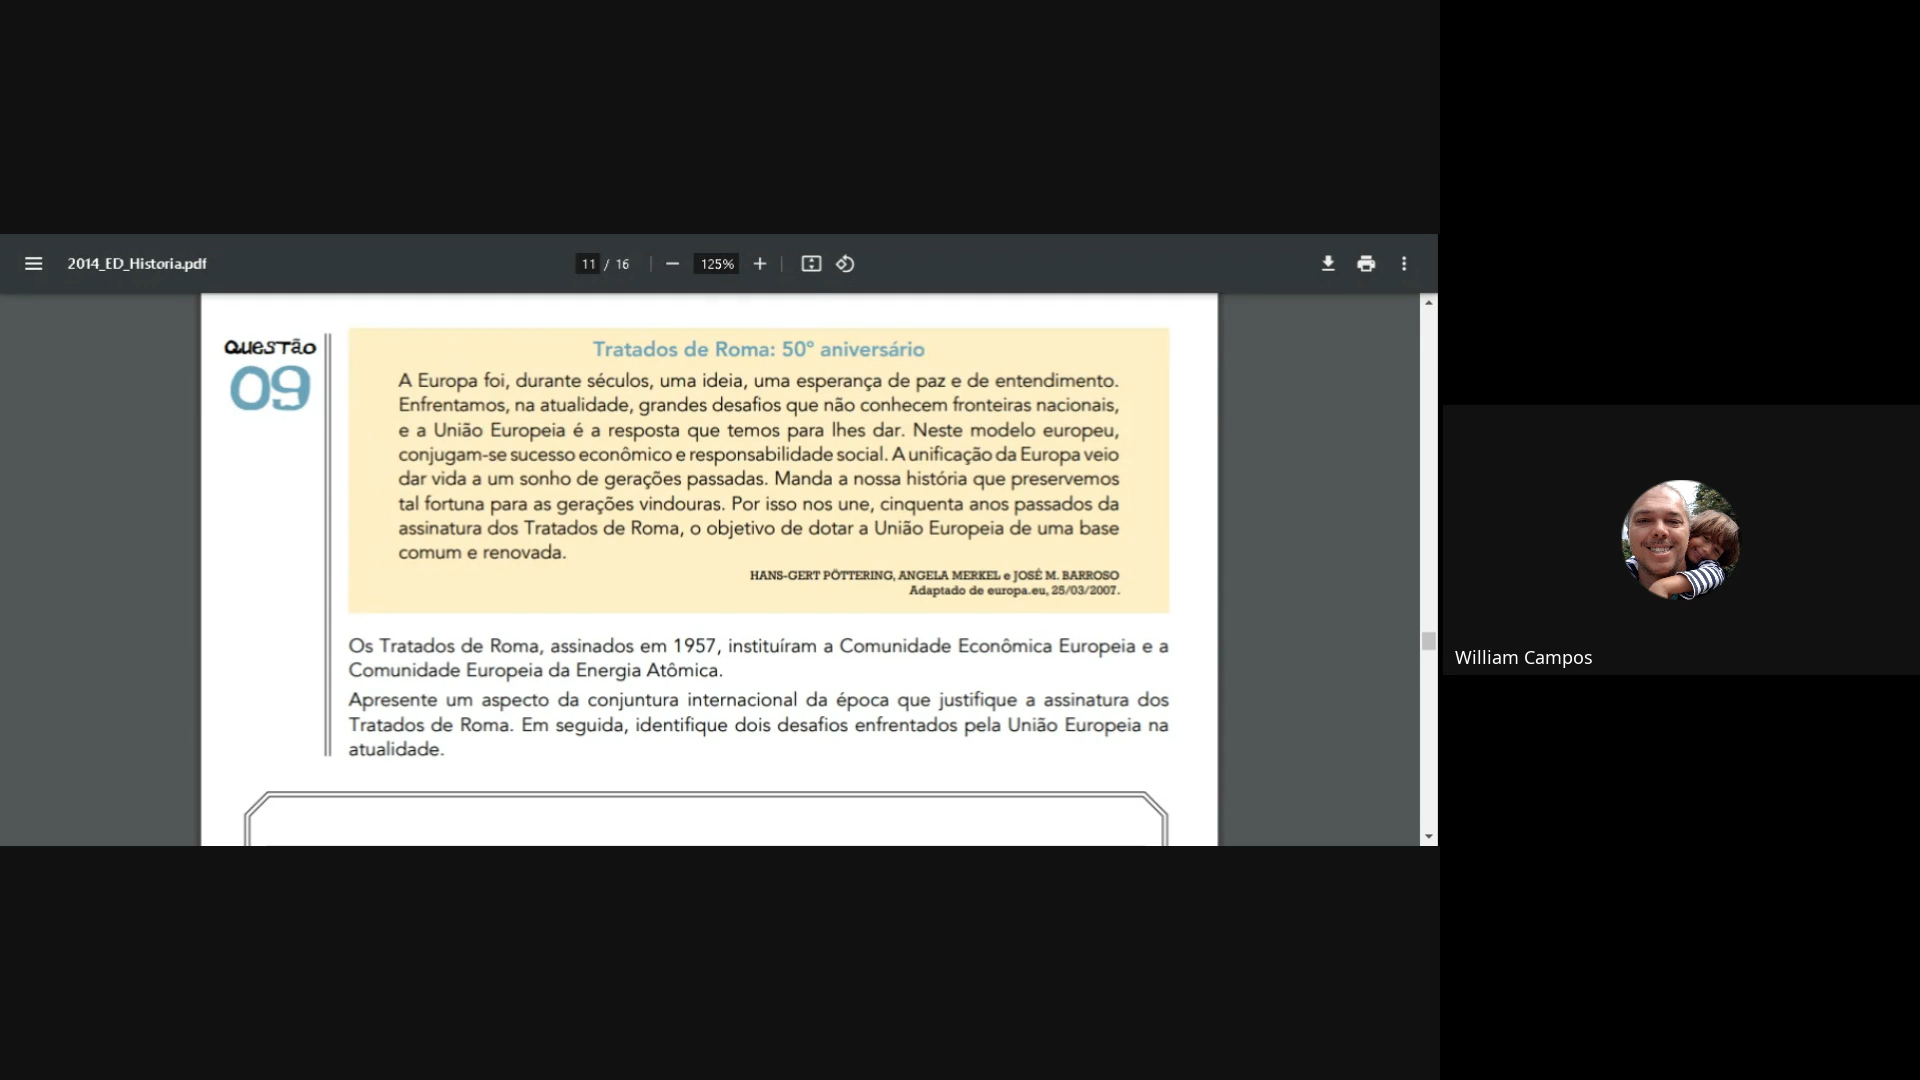 2014_ED_Historia.pdf
11 / 16
125%
QUESTÃO
09
Tratados de Roma: 50º aniversário
A Europa foi, durante séculos, uma ideia, uma esperança de paz e de entendimento.
Enfrentamos, na atualidade, grandes desafios que não conhecem fronteiras nacionais,
e a União Europeia é a resposta que temos para lhes dar. Neste modelo europeu,
conjugam-se sucesso econômico e responsabilidade social. A unificação da Europa veio
dar vida a um sonho de gerações passadas. Manda a nossa história que preservemos
tal fortuna para as gerações vindouras. Por isso nos une, cinquenta anos passados da
assinatura dos Tratados de Roma, o objetivo de dotar a União Europeia de uma base
comum e renovada.
HANS-GERT PÖTTERING, ANGELA MERKEL e JOSÉ M. BARROSO
Adaptado de europa.eu, 25/03/2007.
Os Tratados de Roma, assinados em 1957, instituíram a Comunidade Econômica Europeia e a
Comunidade Europeia da Energia Atômica.
Apresente um aspecto da conjuntura internacional da época que justifique a assinatura dos
Tratados de Roma. Em seguida, identifique dois desafios enfrentados pela União Europeia na
atualidade.
William Campos